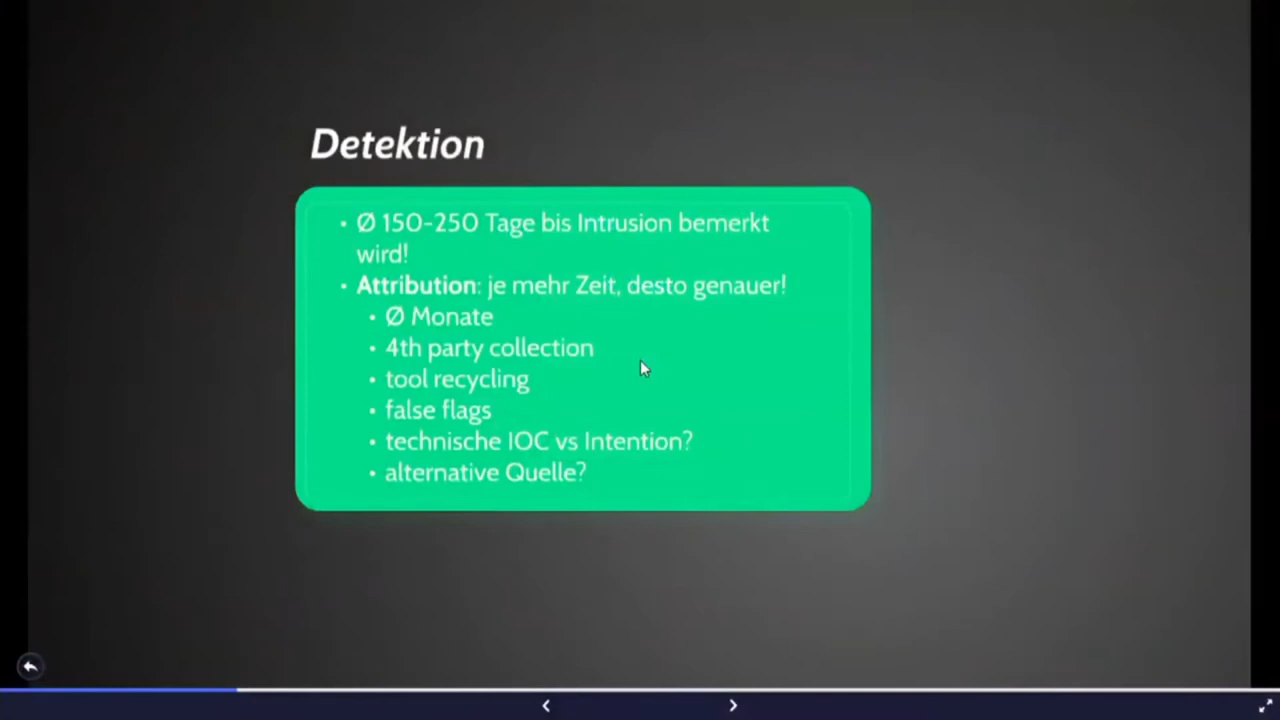 Detektion
• Ø 150-250 Tage bis Intrusion bemerkt
wird!
• Attribution: je mehr Zeit, desto genauer!
• Ø Monate
• 4th party collection
• tool recycling
• false flags
• technische IOC vs Intention?
• alternative Quelle?